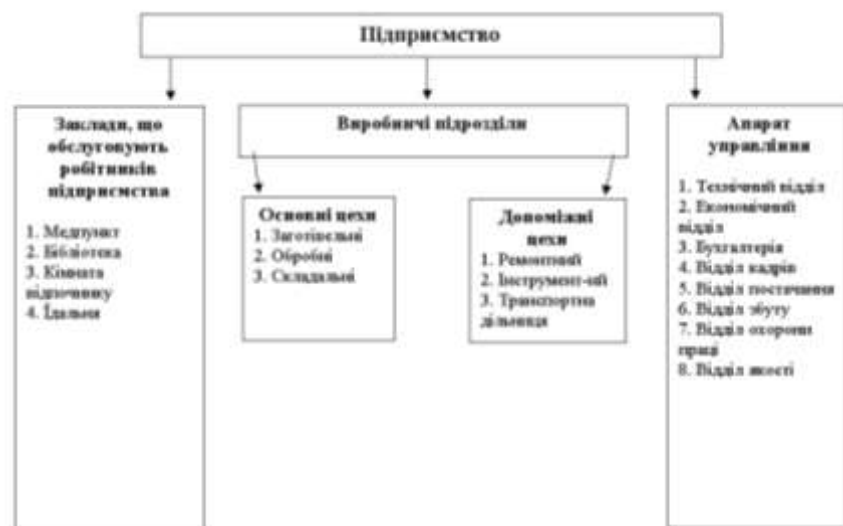 Підприємство
Заклади, що
обслуговують
робітників
підприємства
1. Медпункт
2. Бібліотека
3. Кімната
відпочинку
4. Їдальня
Виробничі підрозділи
Основні цехи
1. Заготівельні
2. Обробні
3. Складальні
Допоміжні
цехи
1. Ремонтний
2. Інструмент-ий
3. Транспортна
дільниця
Апарат
управління
1. Технічний відділ
2. Економічний
відділ
3. Бухгалтерія
4. Відділ кадрів
5. Відділ постачання
6. Відділ збуту
7. Відділ охорони
праці
8. Відділ якості